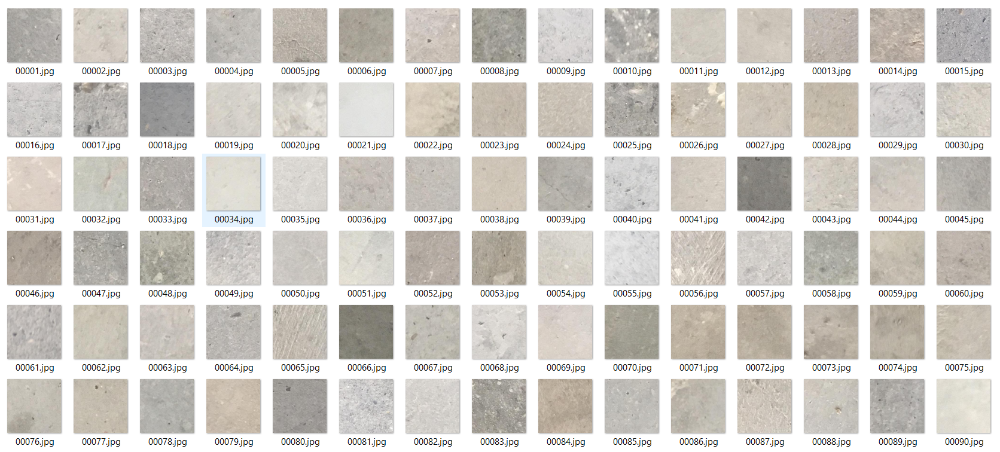 00001.jpg 00002.jpg 00003.jpg 00004.jpg 00005.jpg 00006.jpg 00007.jpg 00008.jpg 00009.jpg 00010.jpg 00011.jpg 00012.jpg 00013.jpg 00014.jpg 00015.jpg
00016.jpg 00017.jpg 00018.jpg 00019.jpg 00020.jpg 00021.jpg 00022.jpg 00023.jpg 00024.jpg 00025.jpg 00026.jpg 00027.jpg 00028.jpg 00029.jpg 00030.jpg
00031.jpg 00032.jpg 00033.jpg 00034.jpg 00035.jpg 00036.jpg 00037.jpg 00038.jpg 00039.jpg 00040.jpg 00041.jpg 00042.jpg 00043.jpg 00044.jpg 00045.jpg
00046.jpg 00047.jpg 00048.jpg 00049.jpg 00050.jpg 00051.jpg 00052.jpg 00053.jpg 00054.jpg 00055.jpg 00056.jpg 00057.jpg 00058.jpg 00059.jpg 00060.jpg
00061.jpg 00062.jpg 00063.jpg 00064.jpg 00065.jpg 00066.jpg 00067.jpg 00068.jpg 00069.jpg 00070.jpg 00071.jpg 00072.jpg 00073.jpg 00074.jpg 00075.jpg
00076.jpg 00077.jpg 00078.jpg 00079.jpg 00080.jpg 00081.jpg 00082.jpg 00083.jpg 00084.jpg 00085.jpg 00086.jpg 00087.jpg 00088.jpg 00089.jpg 00090.jpg